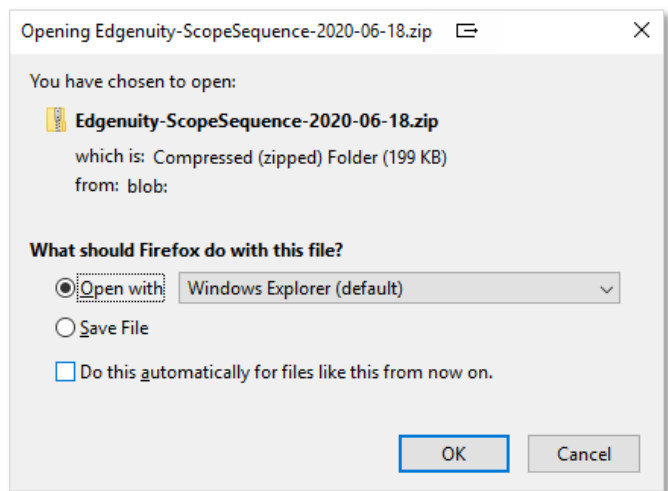 Opening Edgenuity-ScopeSequence-2020-06-18.zip
You have chosen to open:
Edgenuity-ScopeSequence-2020-06-18.zip
which is: Compressed (zipped) Folder (199 KB)
from: blob:
What should Firefox do with this file?
Open with Windows Explorer (default)
Save File
Do this automatically for files like this from now on.
OK Cancel